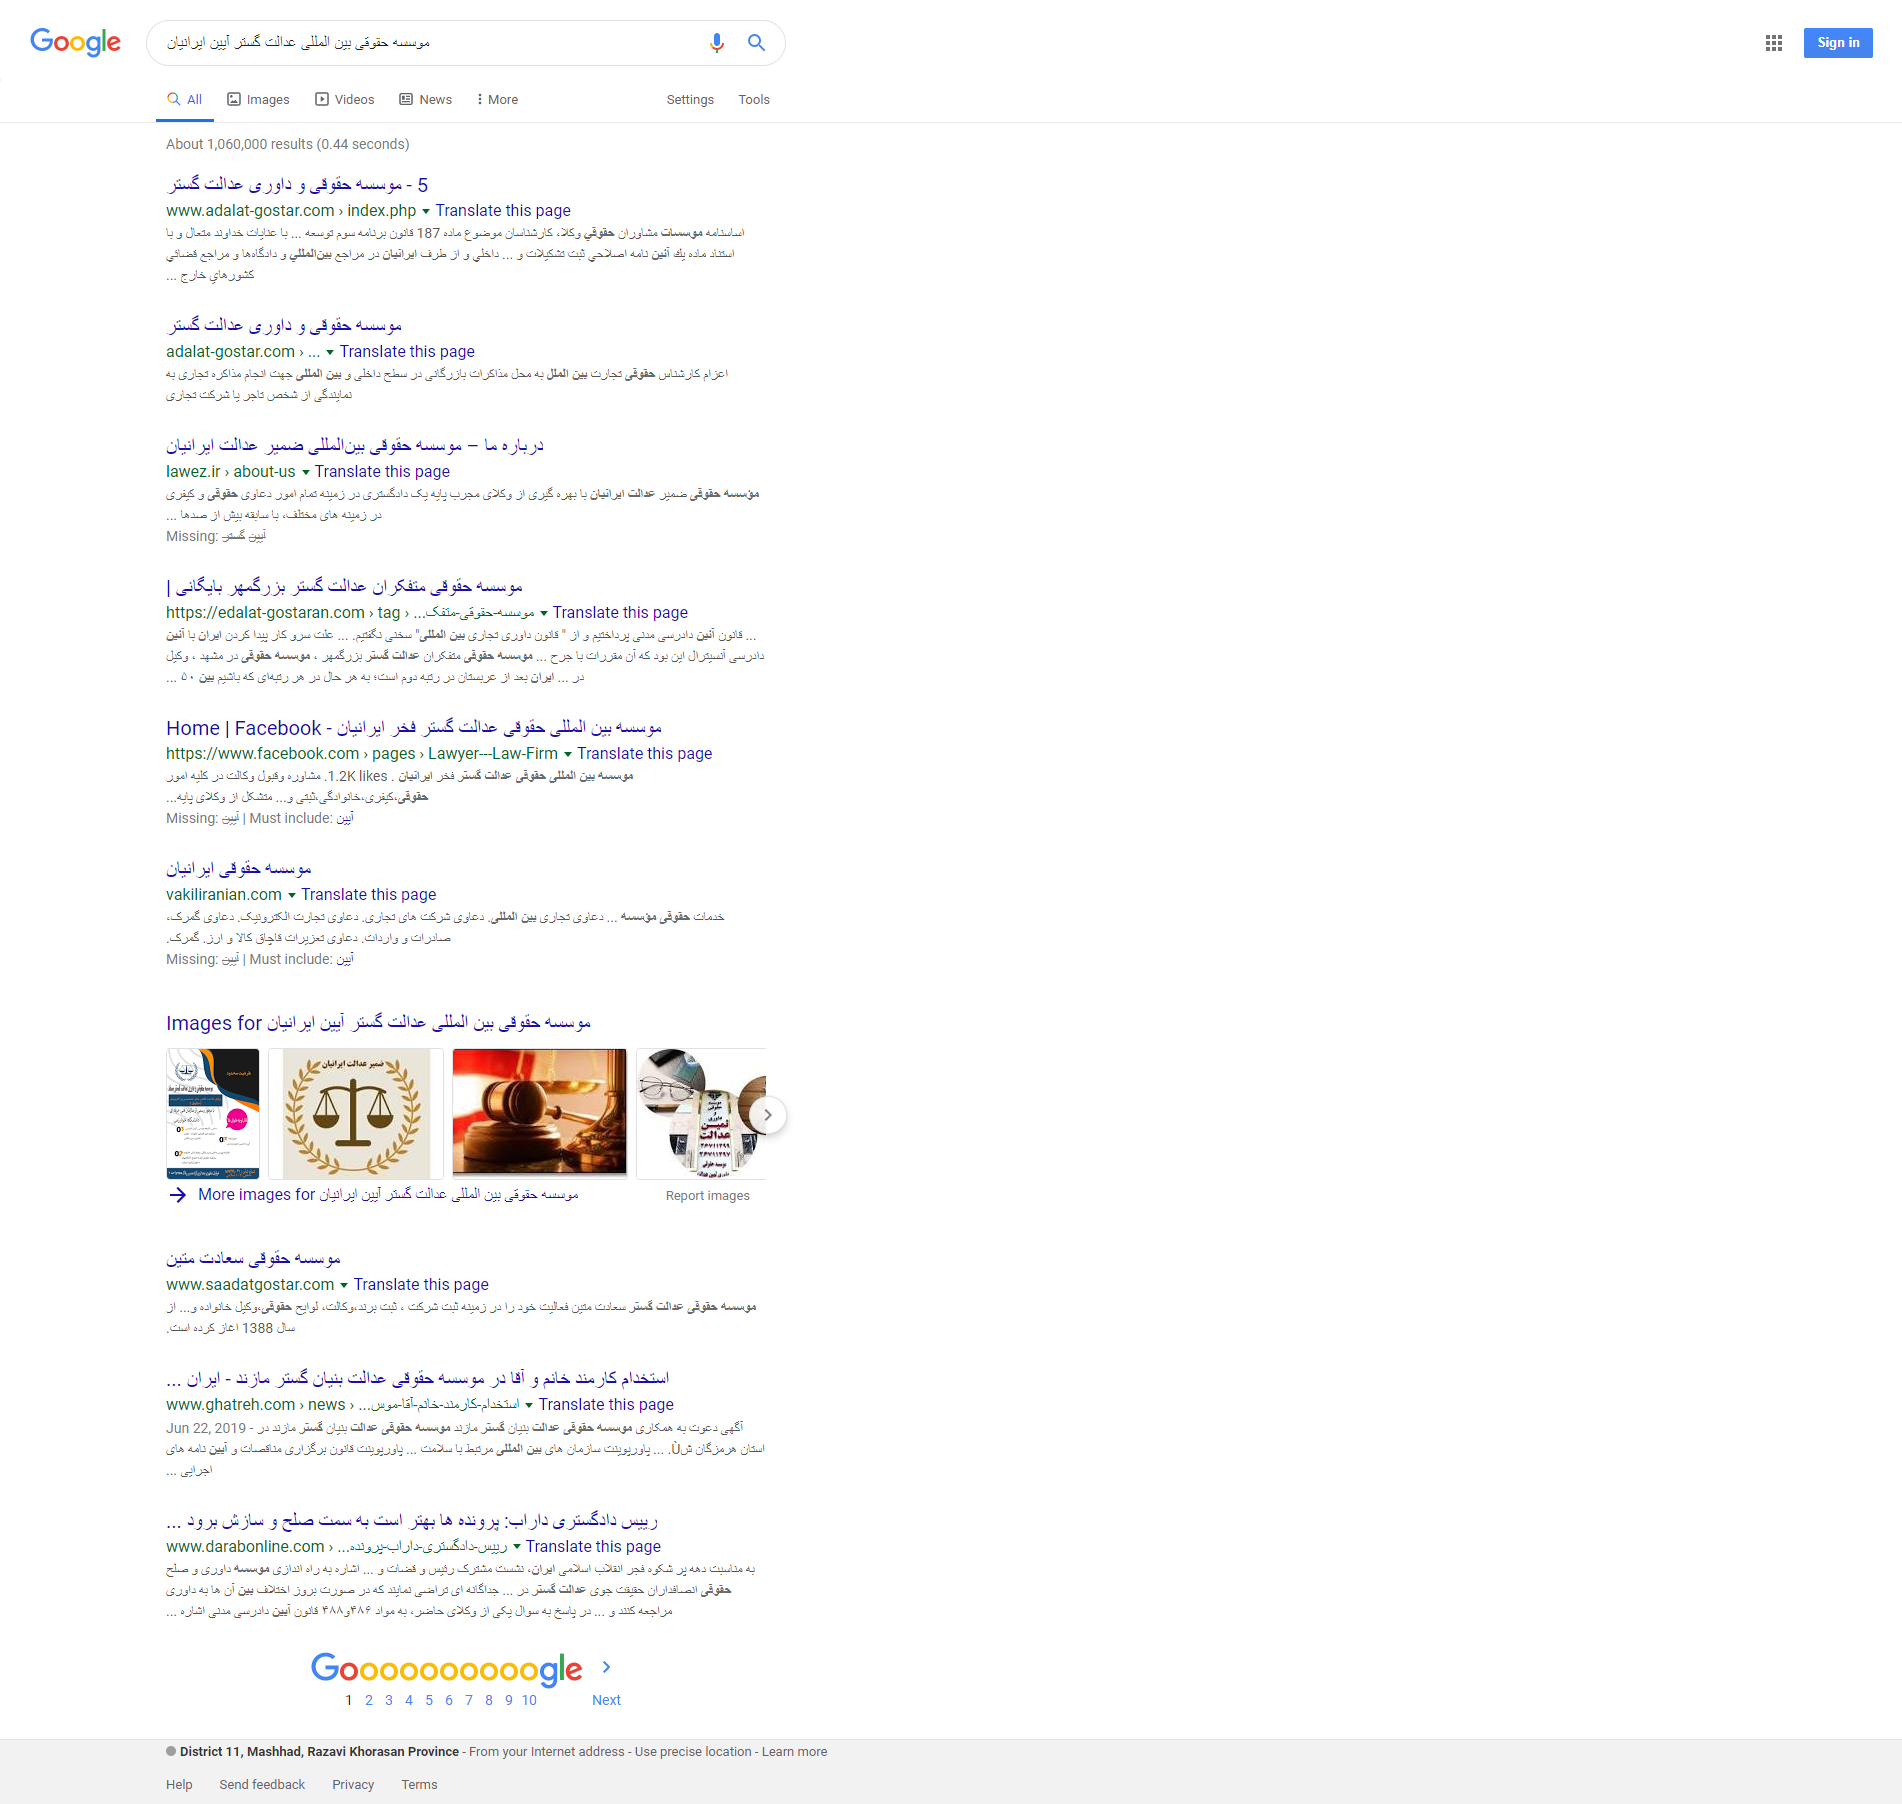 Google
موسسه حقوقی بین المللی عدالت گستر آیین ایرانیان
Sign in
All Images Videos News More Settings Tools
About 1,060,000 results (0.44 seconds)
5 - موسسه حقوقی و داوری عدالت گستر
www.adalat-gostar.com › index.php Translate this page
اساسنامه موسسات مشاوران حقوقي وکلا، کارشناسان موضوع ماده 187 قانون برنامه سوم توسعه ... با عنایات خداوند متعال و با
استناد ماده يك آئين نامه اصلاحي ثبت تشکیلات و ... داخلي و از طرف ایرانیان در مراجع بین‌المللي و دادگاه‌ها و مراجع قضائي
کشورهاي خارج ...
موسسه حقوقی و داوری عدالت گستر
adalat-gostar.com › ... Translate this page
اعزام کارشناس حقوقی تجارت بین الملل به محل مذاکرات بازرگانی در سطح داخلی و بین المللی جهت انجام مذاکره تجاری به
نمایندگی از شخص تاجر یا شرکت تجاری
درباره ما – موسسه حقوقی بین‌المللی ضمیر عدالت ایرانیان
lawez.ir › about-us Translate this page
مؤسسه حقوقی ضمیر عدالت ایرانیان با بهره گیری از وکلای مجرب پایه یک دادگستری در زمینه تمام امور دعاوی حقوقی و کیفری
در زمینه های مختلف، با سابقه بیش از صدها ...
Missing: آیین گستر
موسسه حقوقی متفکران عدالت گستر بزرگمهر بایگانی |
https://edalat-gostaran.com › tag › موسسه-حقوقی-متفک... Translate this page
... قانون آئین دادرسی مدنی پرداختیم و از " قانون داوری تجاری بین المللی" سخنی نگفتیم. ... علت سرو کار پیدا کردن ایران با آئین
دادرسی آنسیترال این بود که آن مقررات با جرح ... موسسه حقوقی متفکران عدالت گستر بزرگمهر ، موسسه حقوقی در مشهد ، وکیل
در ... ایران بعد از عربستان در رتبه دوم است؛ به هر حال در هر رتبه‌ای که باشیم بین ۵۰ ...
موسسه بین المللی حقوقی عدالت گستر فخر ایرانیان - Home | Facebook
https://www.facebook.com › pages › Lawyer---Law-Firm Translate this page
موسسه بین المللی حقوقی عدالت گستر فخر ایرانیان . 1.2K likes. مشاوره وقبول وکالت در کلیه امور
حقوقی،کیفری،خانوادگی،ثبتی و... متشکل از وکلای پایه...
Missing: آیین | Must include: آیین
موسسه حقوقی ایرانیان
vakiliranian.com Translate this page
خدمات حقوقی مؤسسه ... دعاوی تجاری بین المللی. دعاوی شرکت های تجاری. دعاوی تجارت الکترونیک. دعاوی گمرک،
صادرات و واردات. دعاوی تعزیرات قاچاق کالا و ارز. گمرک.
Missing: آیین | Must include: آیین
Images for موسسه حقوقی بین المللی عدالت گستر آیین ایرانیان
ضمیر عدالت ایرانیان
موسسه
حقوقی
و
داوری
ثمین
عدالت
More images for موسسه حقوقی بین المللی عدالت گستر آیین ایرانیان Report images
موسسه حقوقی سعادت متین
www.saadatgostar.com Translate this page
موسسه حقوقی عدالت گستر سعادت متین فعالیت خود را در زمینه ثبت شرکت ، ثبت برند،وکالت، لوایح حقوقی،وکیل خانواده و... از
سال 1388 اغاز کرده است.
استخدام کارمند خانم و آقا در موسسه حقوقی عدالت بنیان گستر مازند - ایران ...
www.ghatreh.com › news › استخدام-کارمند-خانم-آقا-موس... Translate this page
Jun 22, 2019 - آگهی دعوت به همکاری موسسه حقوقی عدالت بنیان گستر مازند موسسه حقوقی عدالت بنیان گستر مازند در
استان هرمزگان شÙ. ... پاورپوینت سازمان های بین المللی مرتبط با سلامت ... پاورپوینت قانون برگزاری مناقصات و آیین نامه های
اجرایی ...
رییس دادگستری داراب: پرونده ها بهتر است به سمت صلح و سازش برود ...
www.darabonline.com › رییس-دادگستری-داراب-پرونده... Translate this page
به مناسبت دهه پر شکوه فجر انقلاب اسلامی ایران، نشست مشترک رئیس و قضات و ... اشاره به راه اندازی موسسه داوری و صلح
حقوقی انصافداران حقیقت جوی عدالت گستر در ... جداگانه ای تراضی نمایند که در صورت بروز اختلاف بین آن ها به داوری
مراجعه کنند و ... در پاسخ به سوال یکی از وکلای حاضر، به مواد ۴۸۶و۴۸۸ قانون آیین دادرسی مدنی اشاره ...
Goooooooooogle
1 2 3 4 5 6 7 8 9 10 Next
District 11, Mashhad, Razavi Khorasan Province - From your Internet address - Use precise location - Learn more
Help Send feedback Privacy Terms